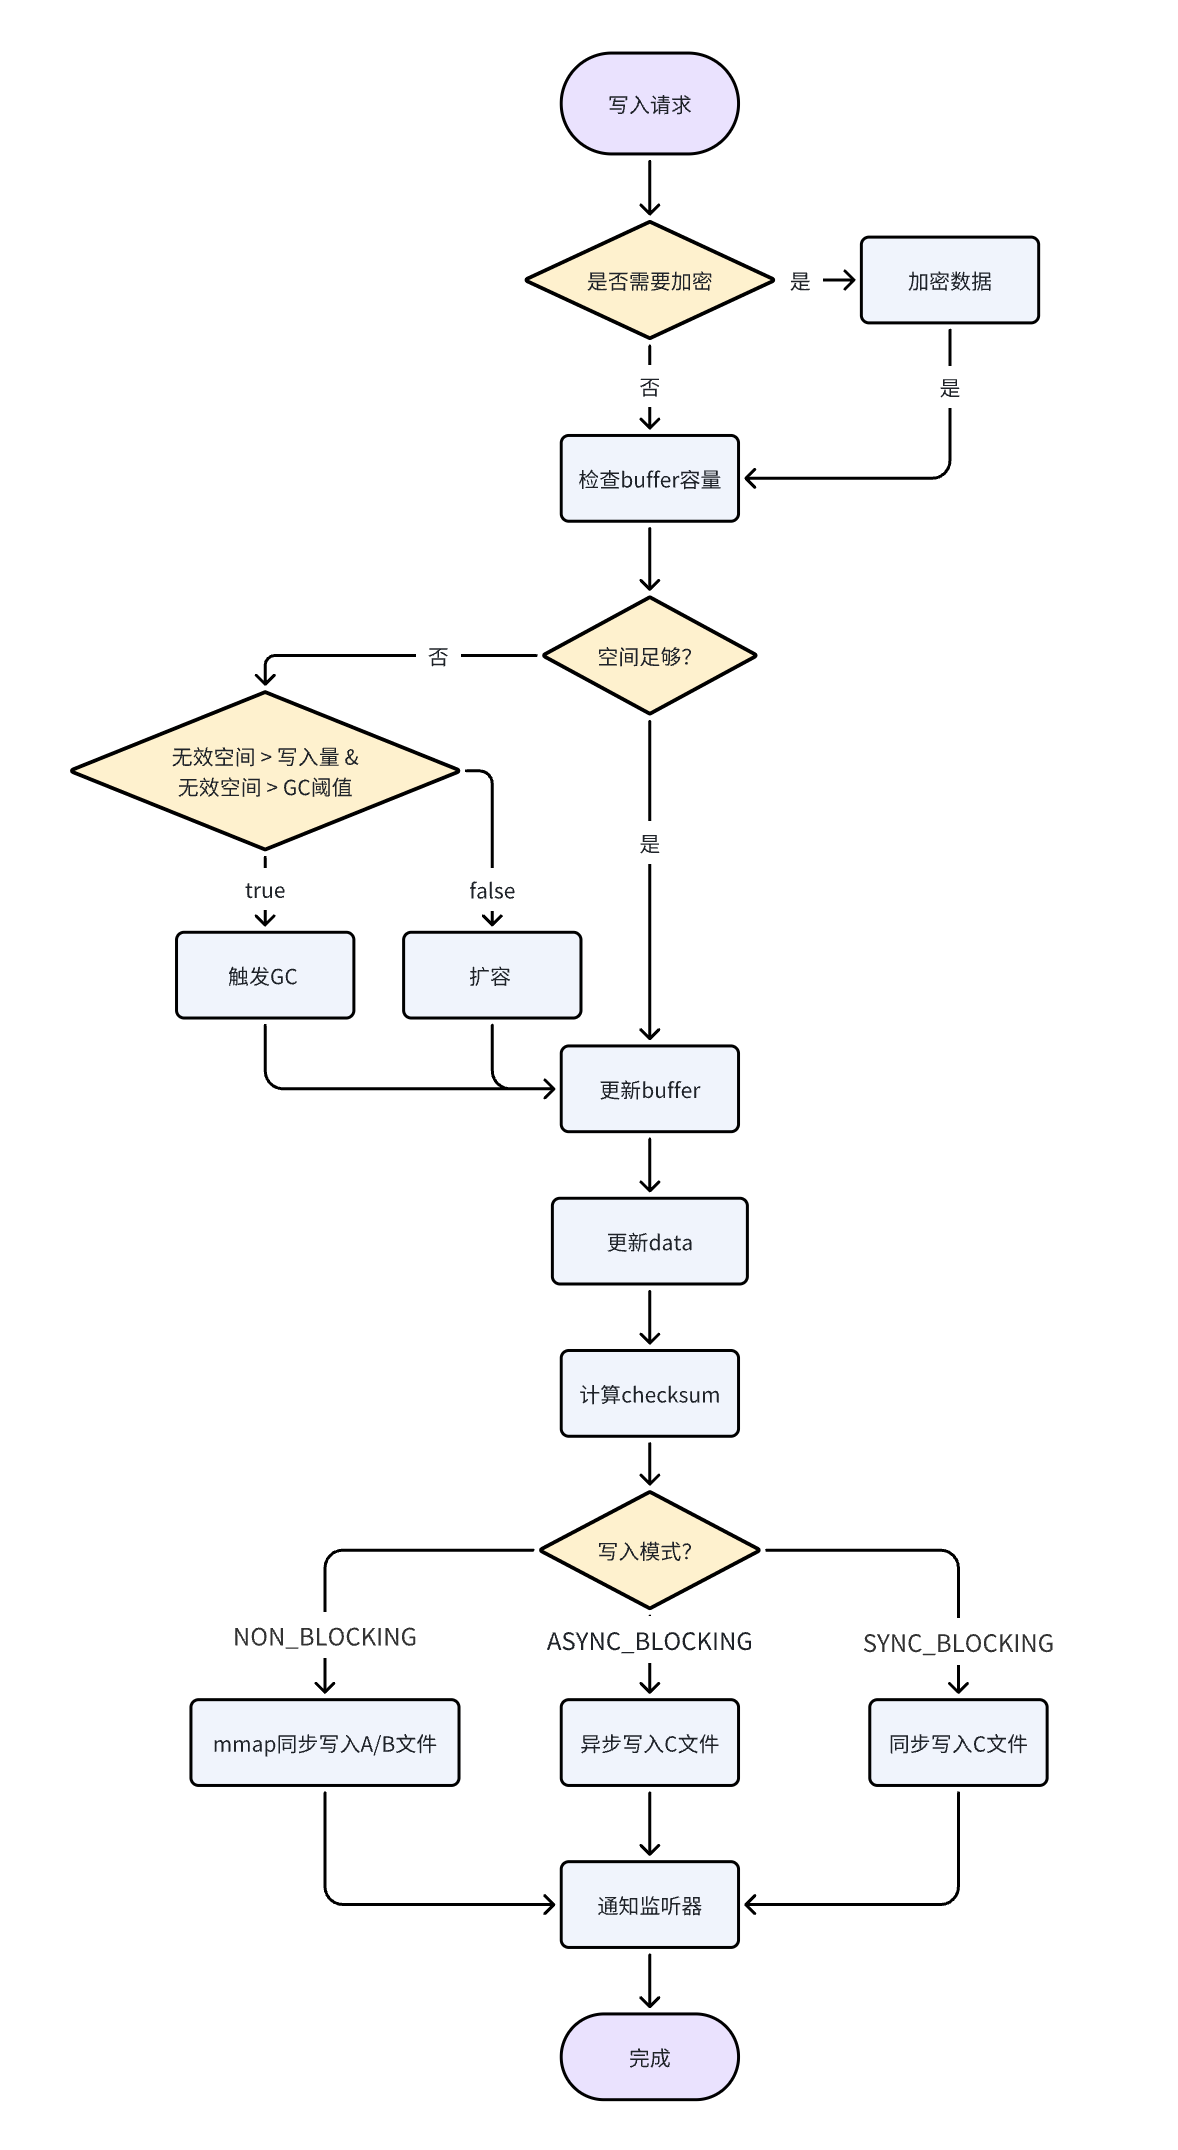 写入请求
是否需要加密
是
加密数据
否
是
检查buffer容量
空间足够?
否
无效空间 > 写入量 &
无效空间 > GC阈值
是
true
false
触发GC
扩容
更新buffer
更新data
计算checksum
写入模式?
NON_BLOCKING
ASYNC_BLOCKING
SYNC_BLOCKING
mmap同步写入A/B文件
异步写入C文件
同步写入C文件
通知监听器
完成